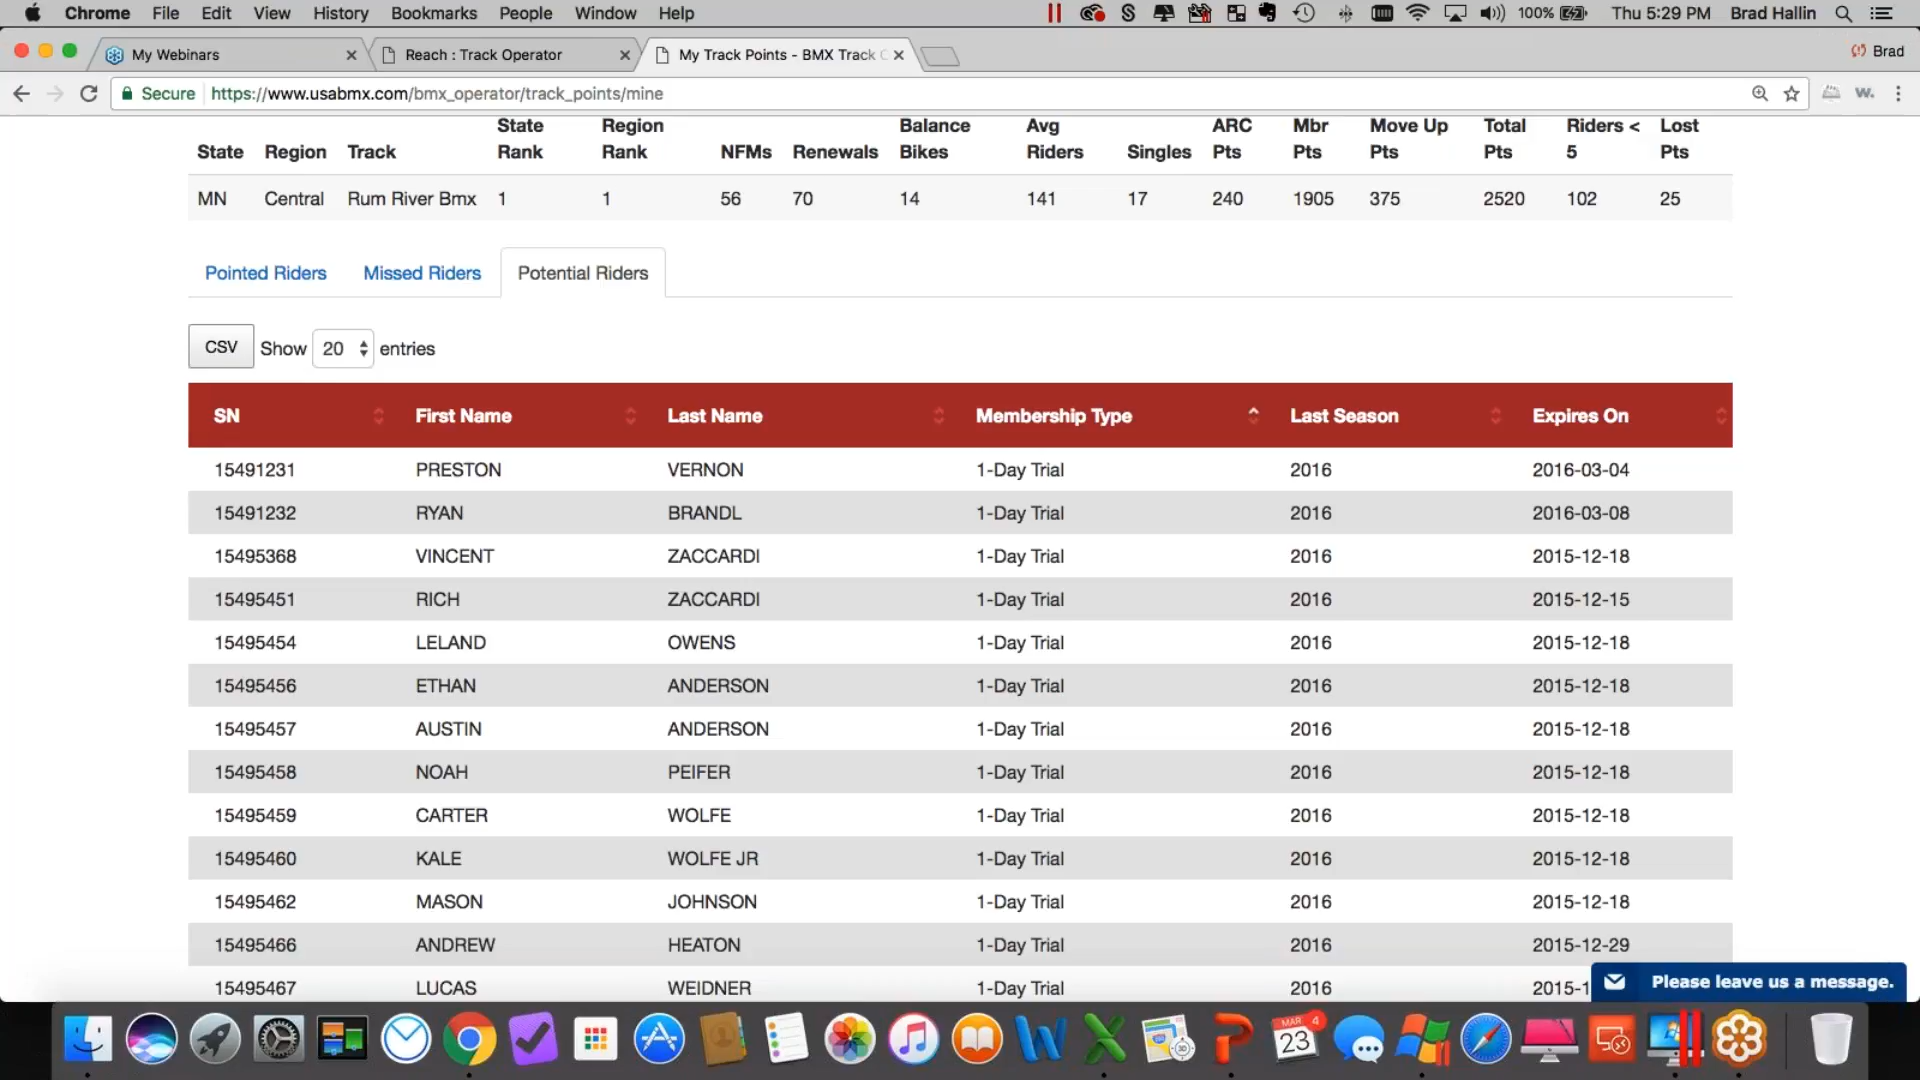 Chrome File Edit View History Bookmarks People Window Help 100% Thu 5:29 PM Brad Hallin
My Webinars Reach : Track Operator My Track Points - BMX Track Brad
Secure https://www.usabmx.com/bmx_operator/track_points/mine W.
State Region Track State Rank Region Rank NFMs Renewals Balance Bikes Avg Riders Singles ARC Pts Mbr Pts Move Up Pts Total Pts Riders < 5 Lost Pts
MN Central Rum River Bmx 1 1 56 70 14 141 17 240 1905 375 2520 102 25
Pointed Riders Missed Riders Potential Riders
CSV Show 20 entries
SN First Name Last Name Membership Type Last Season Expires On
15491231 PRESTON VERNON 1-Day Trial 2016 2016-03-04
15491232 RYAN BRANDL 1-Day Trial 2016 2016-03-08
15495368 VINCENT ZACCARDI 1-Day Trial 2016 2015-12-18
15495451 RICH ZACCARDI 1-Day Trial 2016 2015-12-15
15495454 LELAND OWENS 1-Day Trial 2016 2015-12-18
15495456 ETHAN ANDERSON 1-Day Trial 2016 2015-12-18
15495457 AUSTIN ANDERSON 1-Day Trial 2016 2015-12-18
15495458 NOAH PEIFER 1-Day Trial 2016 2015-12-18
15495459 CARTER WOLFE 1-Day Trial 2016 2015-12-18
15495460 KALE WOLFE JR 1-Day Trial 2016 2015-12-18
15495462 MASON JOHNSON 1-Day Trial 2016 2015-12-18
15495466 ANDREW HEATON 1-Day Trial 2016 2015-12-29
15495467 LUCAS WEIDNER 1-Day Trial 2016 2015-1
Please leave us a message.
MAR 23 4